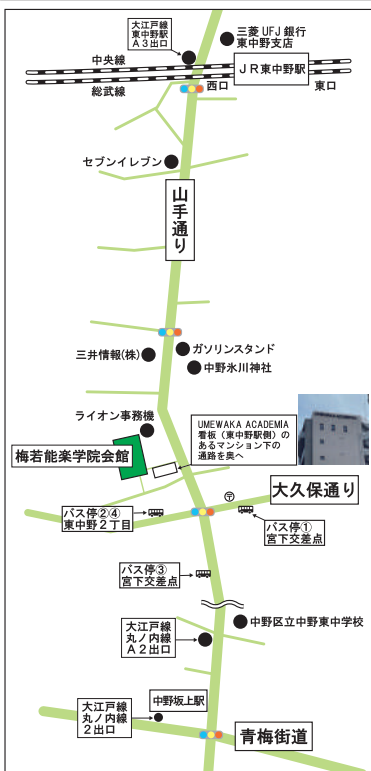 大江戸線
東中野駅
A3出口
三菱UFJ銀行
東中野支店
中央線
総武線
JR東中野駅
西口
東口
セブンイレブン
山手通り
三井情報(株)
ガソリンスタンド
中野氷川神社
ライオン事務機
UMEWAKA ACADEMIA
看板（東中野駅側）の
あるマンション下の
通路を奥へ
梅若能楽学院会館
大久保通り
〒
バス停②④
東中野2丁目
バス停①
宮下交差点
バス停③
宮下交差点
中野区立中野東中学校
大江戸線
丸ノ内線
A2出口
大江戸線
丸ノ内線
2出口
中野坂上駅
青梅街道